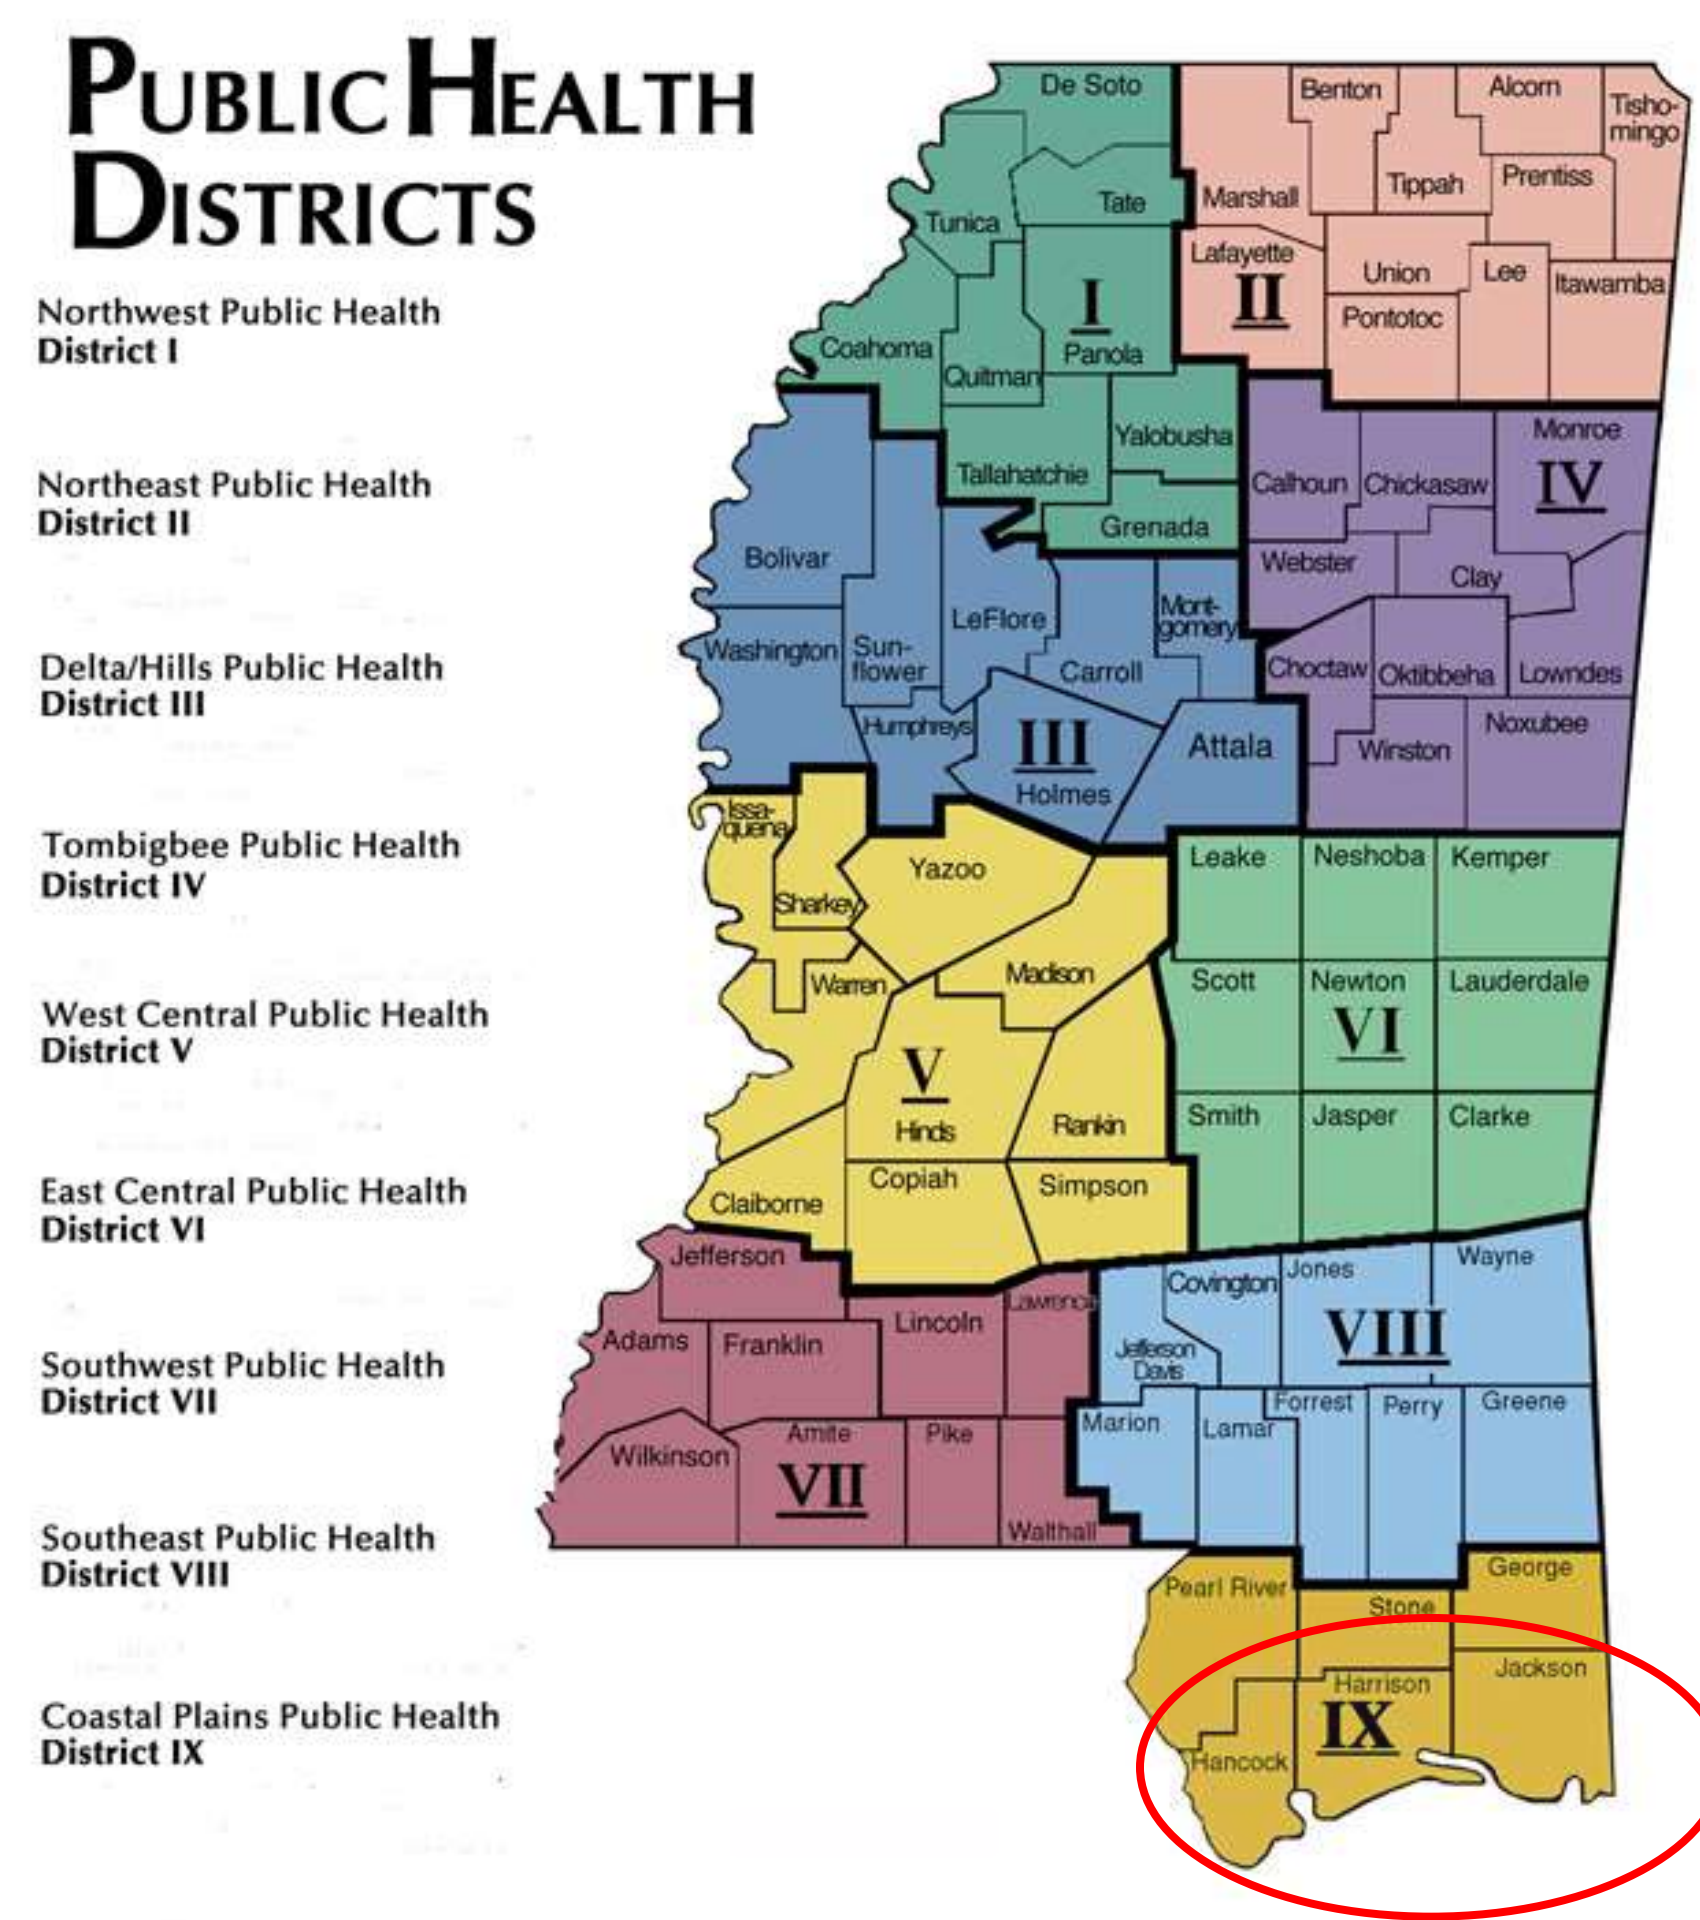 PUBLIC HEALTH
DISTRICTS
Northwest Public Health
District I
Northeast Public Health
District II
Delta/Hills Public Health
District III
Tombigbee Public Health
District IV
West Central Public Health
District V
East Central Public Health
District VI
Southwest Public Health
District VII
Southeast Public Health
District VIII
Coastal Plains Public Health
District IX
De Soto
Tunica
Tate
Coahoma
Quitman
I
Panola
Tallahatchie
Yalobusha
Grenada
Benton
Alcorn
Tisho-
mingo
Marshall
Tippah
Prentiss
Lafayette
II
Union
Lee
Itawamba
Pontotoc
Bolivar
Washington
Sun-
flower
LeFlore
Carroll
Mont-
gomery
Humphreys
III
Holmes
Attala
Monroe
IV
Calhoun
Chickasaw
Webster
Clay
Choctaw
Oktibbeha
Lowndes
Winston
Noxubee
Issa-
quena
Sharkey
Yazoo
Warren
Madison
V
Hinds
Rankin
Claiborne
Copiah
Simpson
Leake
Neshoba
Kemper
Scott
Newton
Lauderdale
VI
Smith
Jasper
Clarke
Jefferson
Adams
Franklin
Lincoln
Lawrence
Wilkinson
Amite
VII
Pike
Walthall
Covington
Jones
Wayne
VIII
Jefferson
Davis
Marion
Lamar
Forrest
Perry
Greene
Pearl River
Stone
George
Harrison
Jackson
IX
Hancock